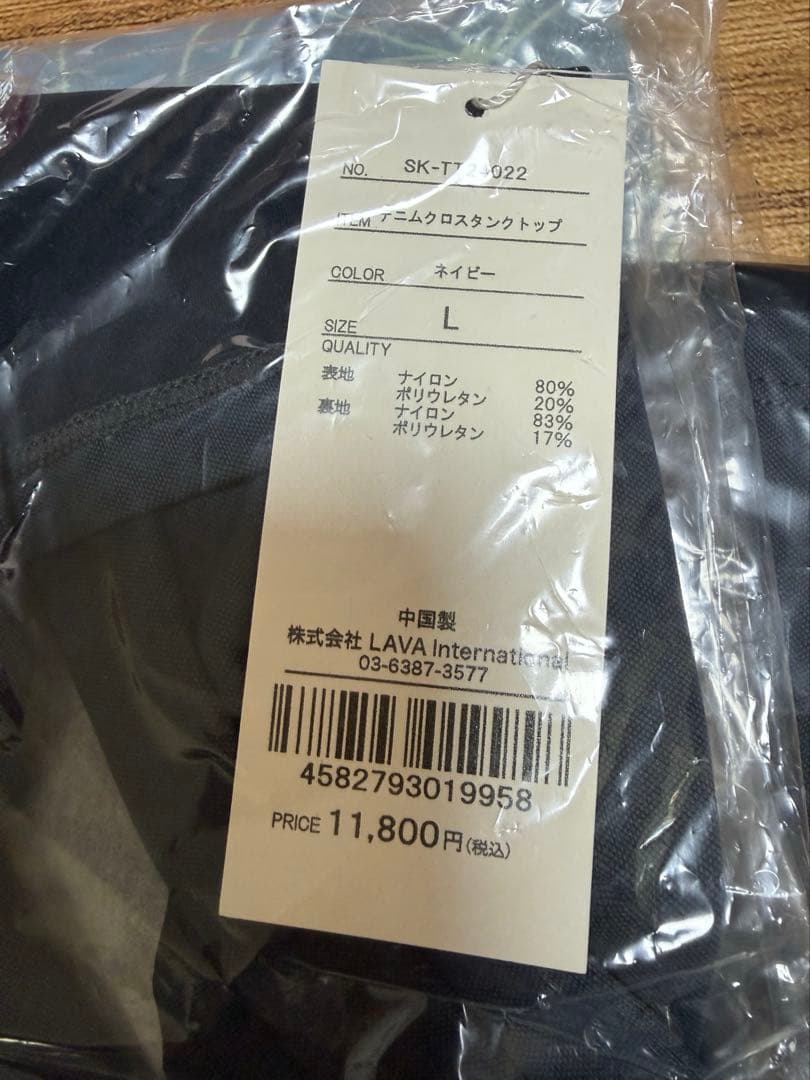 NO. SK-TT24022
ITEM デニムクロスタンクトップ
COLOR ネイビー
SIZE L
QUALITY
表地 ナイロン 80%
ポリウレタン 20%
裏地 ナイロン 83%
ポリウレタン 17%
中国製
株式会社 LAVA International
03-6387-3577
4582793019958
PRICE 11,800円(税込)